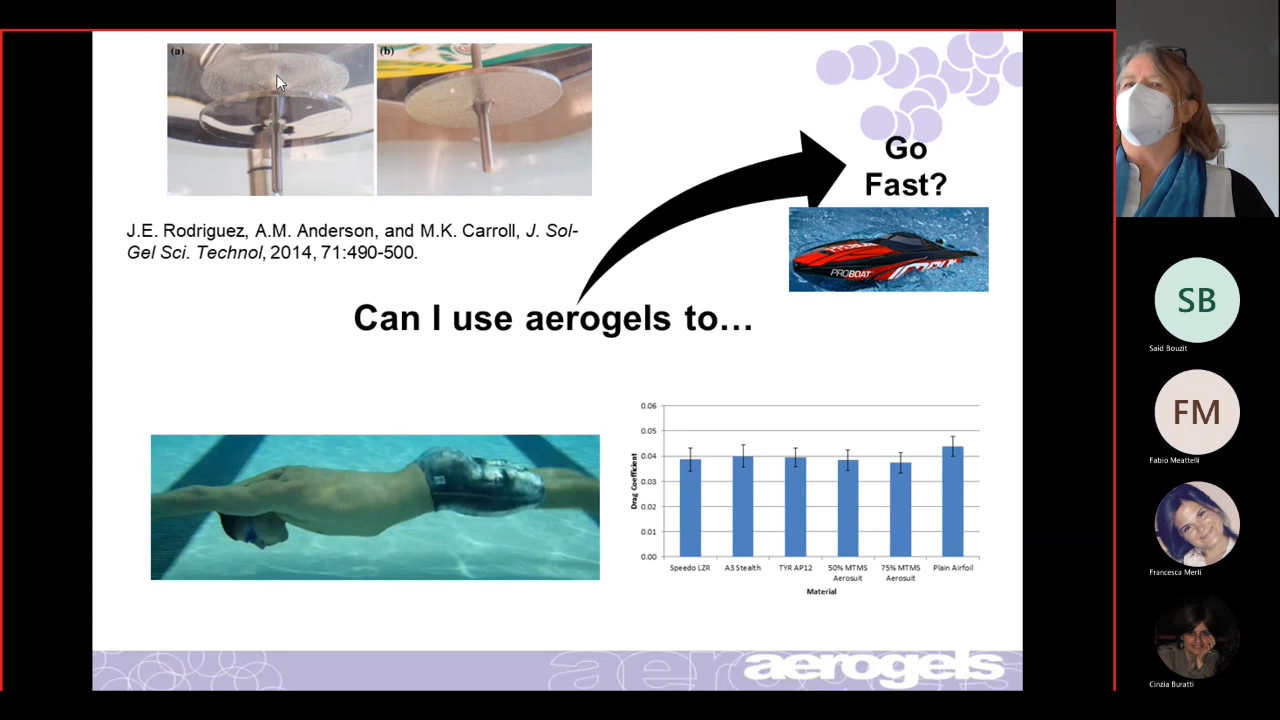 (a)
(b)
Go
Fast?
PROBOAT
J.E. Rodriguez, A.M. Anderson, and M.K. Carroll, J. Sol-
Gel Sci. Technol, 2014, 71:490-500.
Can I use aerogels to…
0.06
0.05
0.04
0.03
0.02
0.01
0.00
Drag Coefficient
Speedo LZR
A3 Stealth
TYR AP12
50% MTMS
Aerosuit
75% MTMS
Aerosuit
Plain Airfoil
Material
aerogels
SB
Said Bouzit
FM
Fabio Meattelli
Francesca Merli
Cinzia Buratti